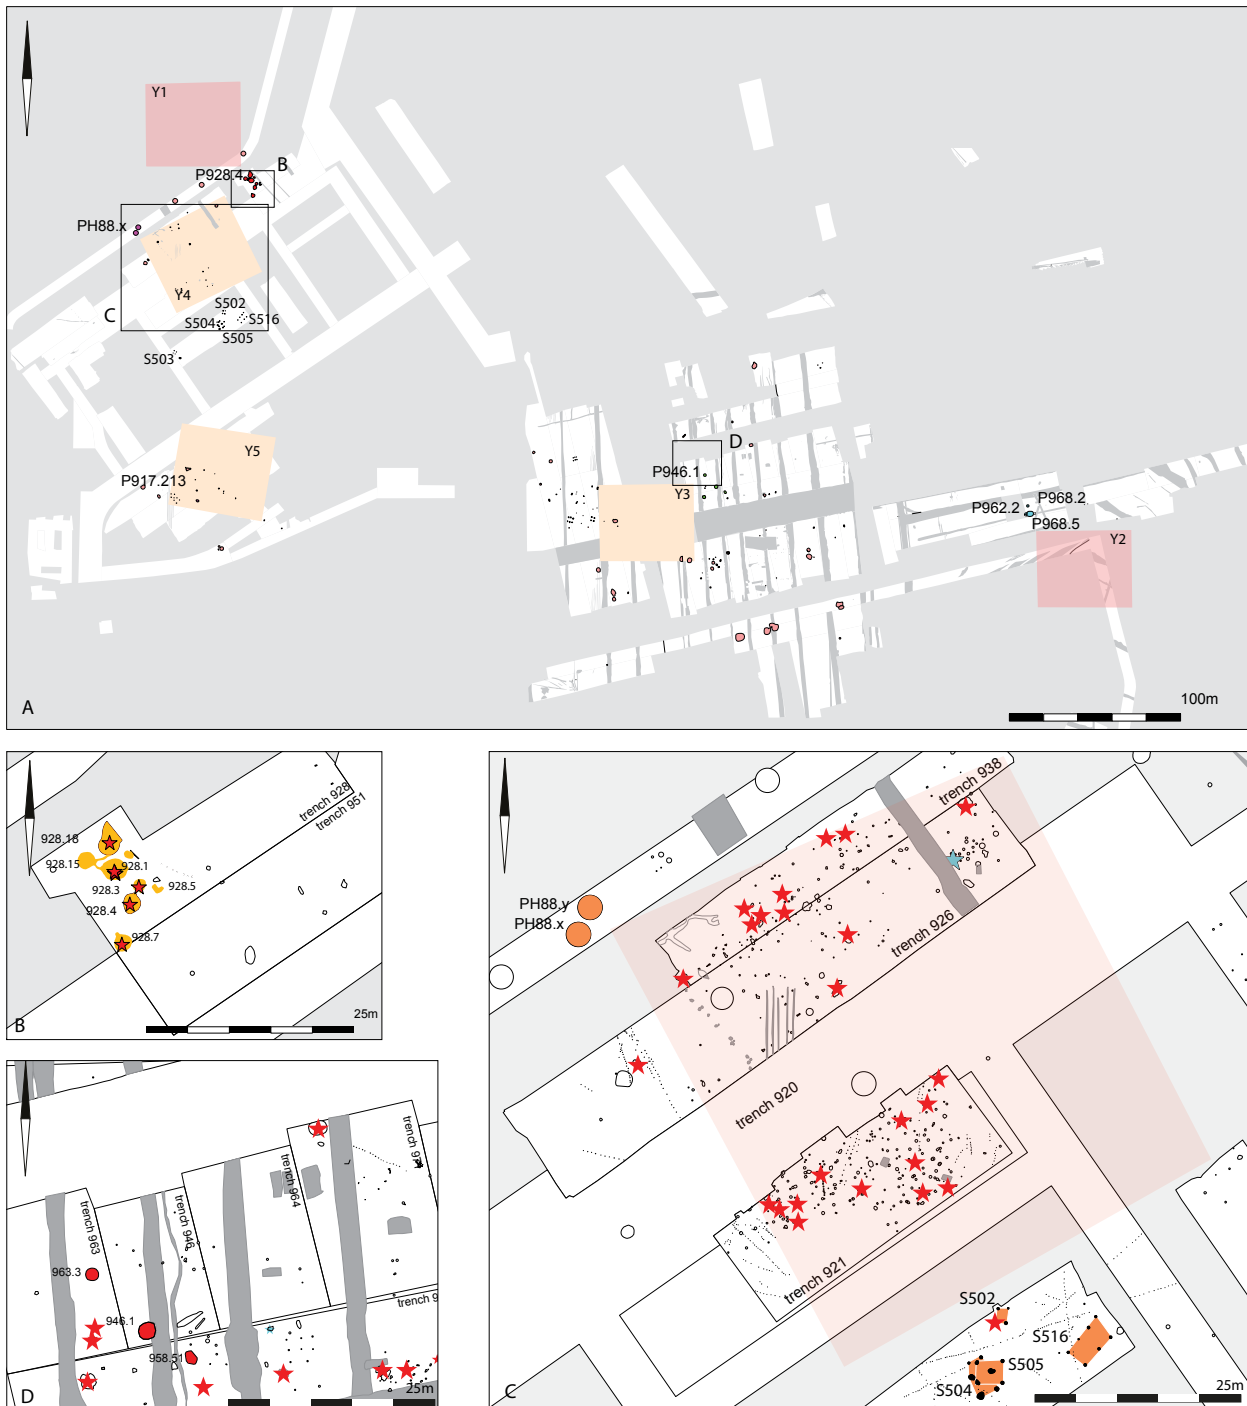 Y1
B
P928.4
PH88.x
Y4
C
S502
S504
S516
S505
S503
Y5
P917.213
D
P946.1
Y3
P968.2
P962.2
P968.5
Y2
100m
A
trench 928
trench 951
928.18
928.15
928.1
928.3
928.5
928.4
928.7
25m
B
trench 938
PH88.y
PH88.x
trench 926
trench 920
trench 921
S502
S516
S505
S504
25m
C
trench 963
trench 946
trench 964
963.3
946.1
958.51
25m
D